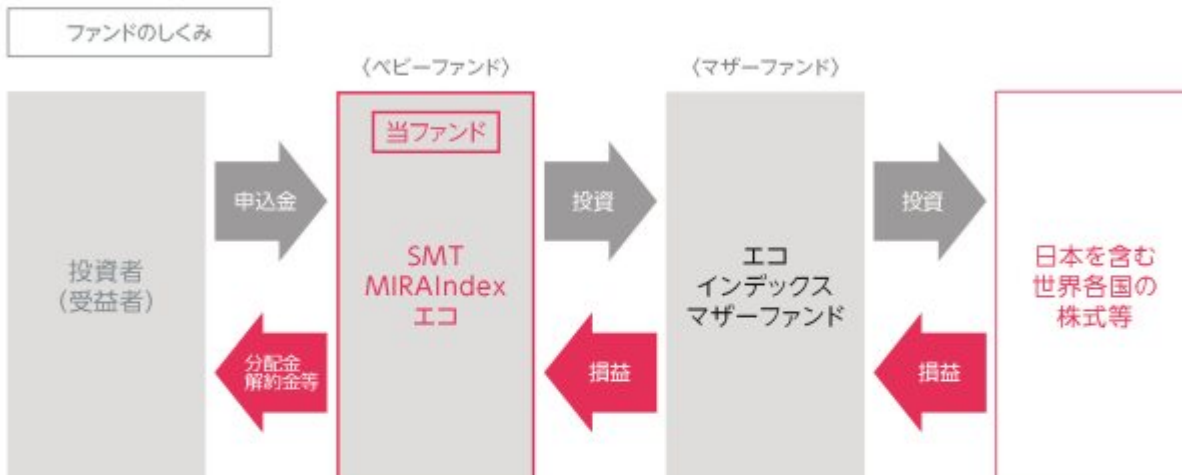 ファンドのしくみ
〈ベビーファンド〉
〈マザーファンド〉
投資者
(受益者)
申込金
分配金
解約金等
当ファンド
SMT
MIRAIndex
エコ
投資
損益
エコ
インデックス
マザーファンド
投資
損益
日本を含む
世界各国の
株式等